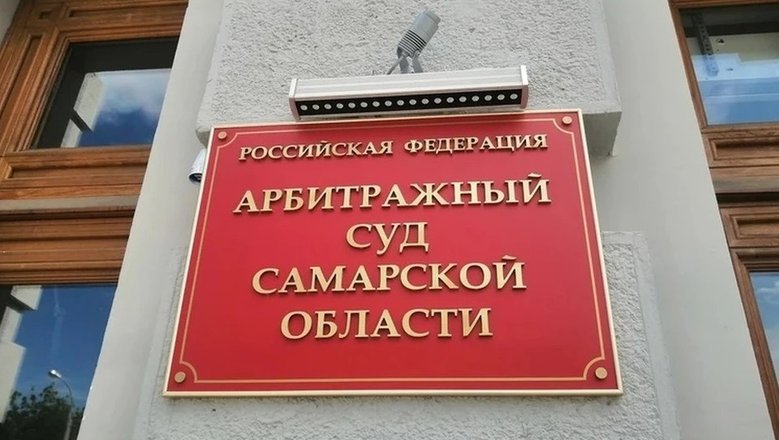 РОССИЙСКАЯ ФЕДЕРАЦИЯ
АРБИТРАЖНЫЙ
СУД
САМАРСКОЙ
ОБЛАСТИ